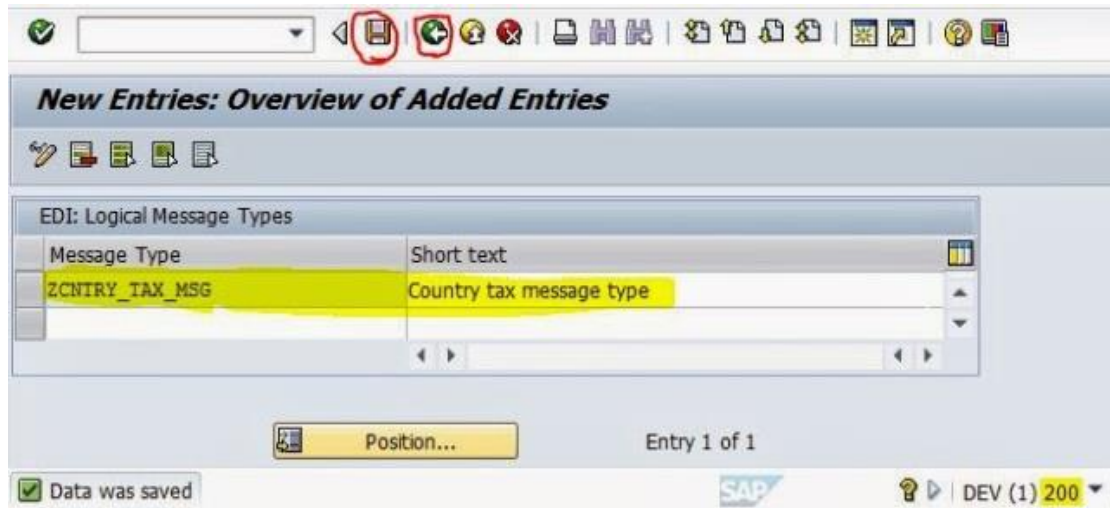 New Entries: Overview of Added Entries
EDI: Logical Message Types
Message Type Short text
ZCNTRY_TAX_MSG Country tax message type
Position... Entry 1 of 1
Data was saved SAP DEV (1) 200